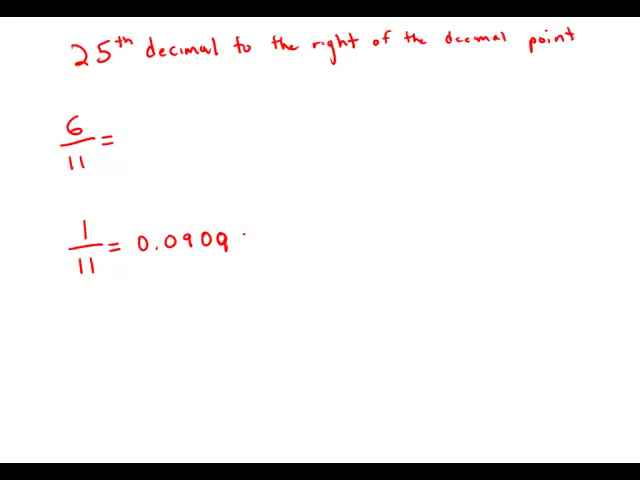 25th decimal to the right of the decimal point
6/11 =
1/11 = 0.0909.